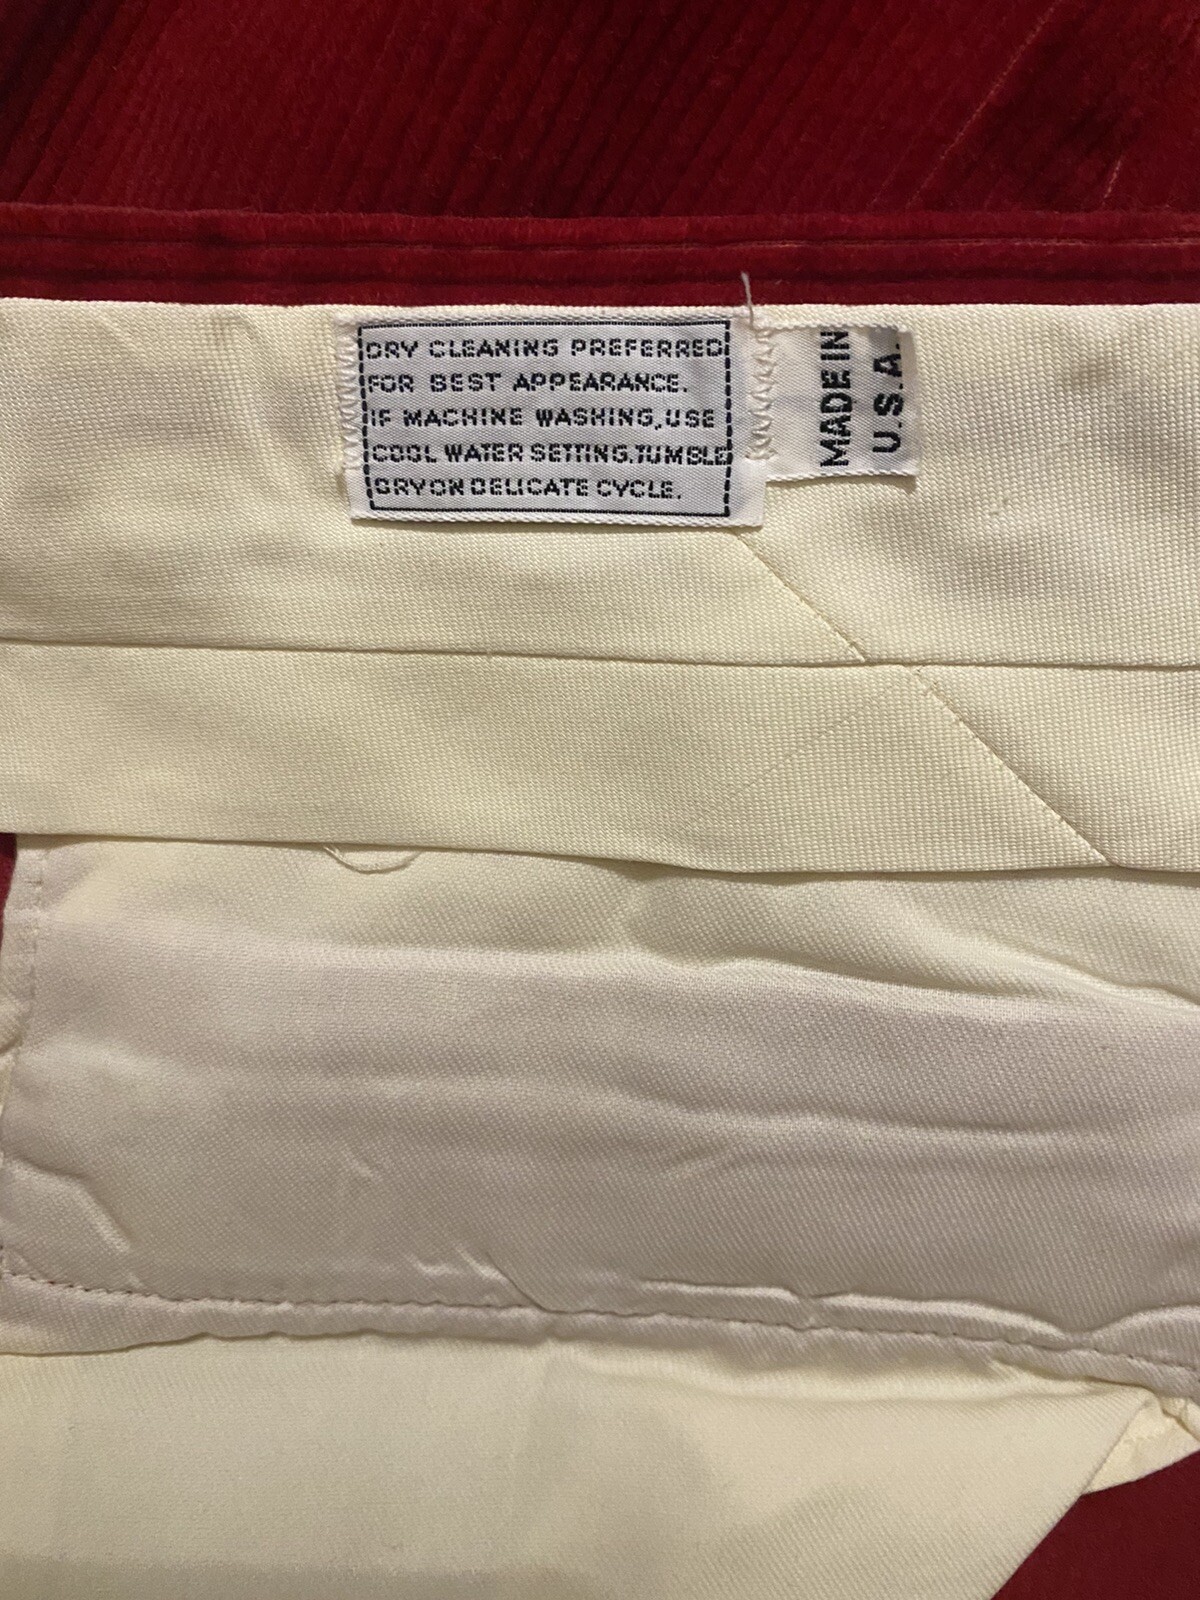 DRY CLEANING PREFERRED
FOR BEST APPEARANCE.
IF MACHINE WASHING, USE
COOL WATER SETTING. TUMBLE
DRY ON DELICATE CYCLE.
MADE IN
U.S.A.